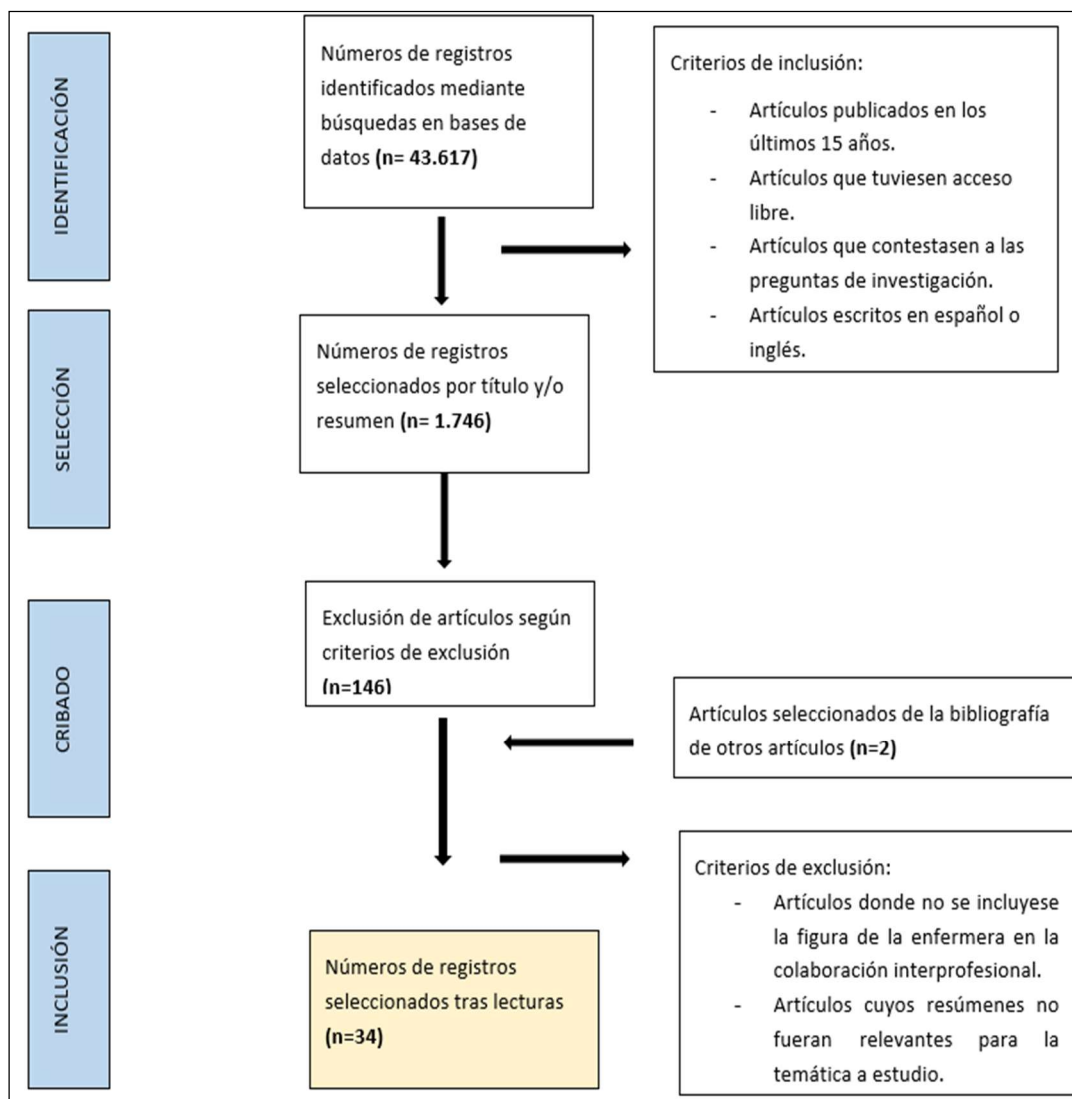 IDENTIFICACIÓN
Números de registros
identificados mediante
búsquedas en bases de
datos (n= 43.617)
Criterios de inclusión:
- Artículos publicados en los
últimos 15 años.
- Artículos que tuviesen acceso
libre.
- Artículos que contestasen a las
preguntas de investigación.
- Artículos escritos en español o
inglés.
SELECCIÓN
Números de registros
seleccionados por título y/o
resumen (n= 1.746)
CRIBADO
Exclusión de artículos según
criterios de exclusión
(n=146)
Artículos seleccionados de la bibliografía
de otros artículos (n=2)
INCLUSIÓN
Números de registros
seleccionados tras lecturas
(n=34)
Criterios de exclusión:
- Artículos donde no se incluyese
la figura de la enfermera en la
colaboración interprofesional.
- Artículos cuyos resúmenes no
fueran relevantes para la
temática a estudio.